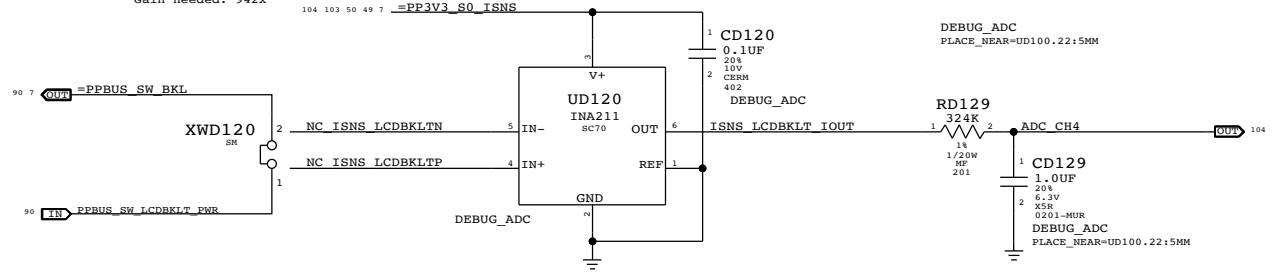 Gain needed: 942x
104 103 50 49 7 =PP3V3_S0_ISNS
DEBUG_ADC
PLACE_NEAR=UD100.22:5MM
1
CD120
0.1UF
20%
10V
CERM
402
2
DEBUG_ADC
3
V+
90 7 OUT =PPBUS_SW_BKL
UD120
INA211
SC70
RD129
324K
XWD120
SM
2
NC_ISNS_LCDBKLTN
5 IN-
OUT 6
ISNS_LCDBKLT_IOUT
1 2
ADC_CH4
OUT 104
1%
1/20W
MF
201
NC_ISNS_LCDBKLTP
4 IN+
REF 1
1
CD129
1.0UF
20%
6.3V
X5R
0201-MUR
2
1
90 IN PPBUS_SW_LCDBKLT_PWR
GND
2
DEBUG_ADC
DEBUG_ADC
PLACE_NEAR=UD100.22:5MM